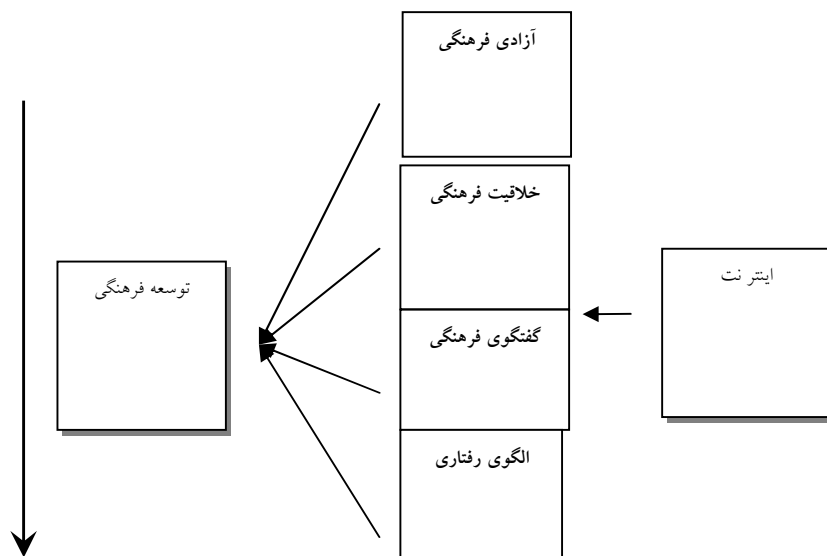 آزادی فرهنگی
خلاقیت فرهنگی
اینتر نت
توسعه فرهنگی
گفتگوی فرهنگی
الگوی رفتاری